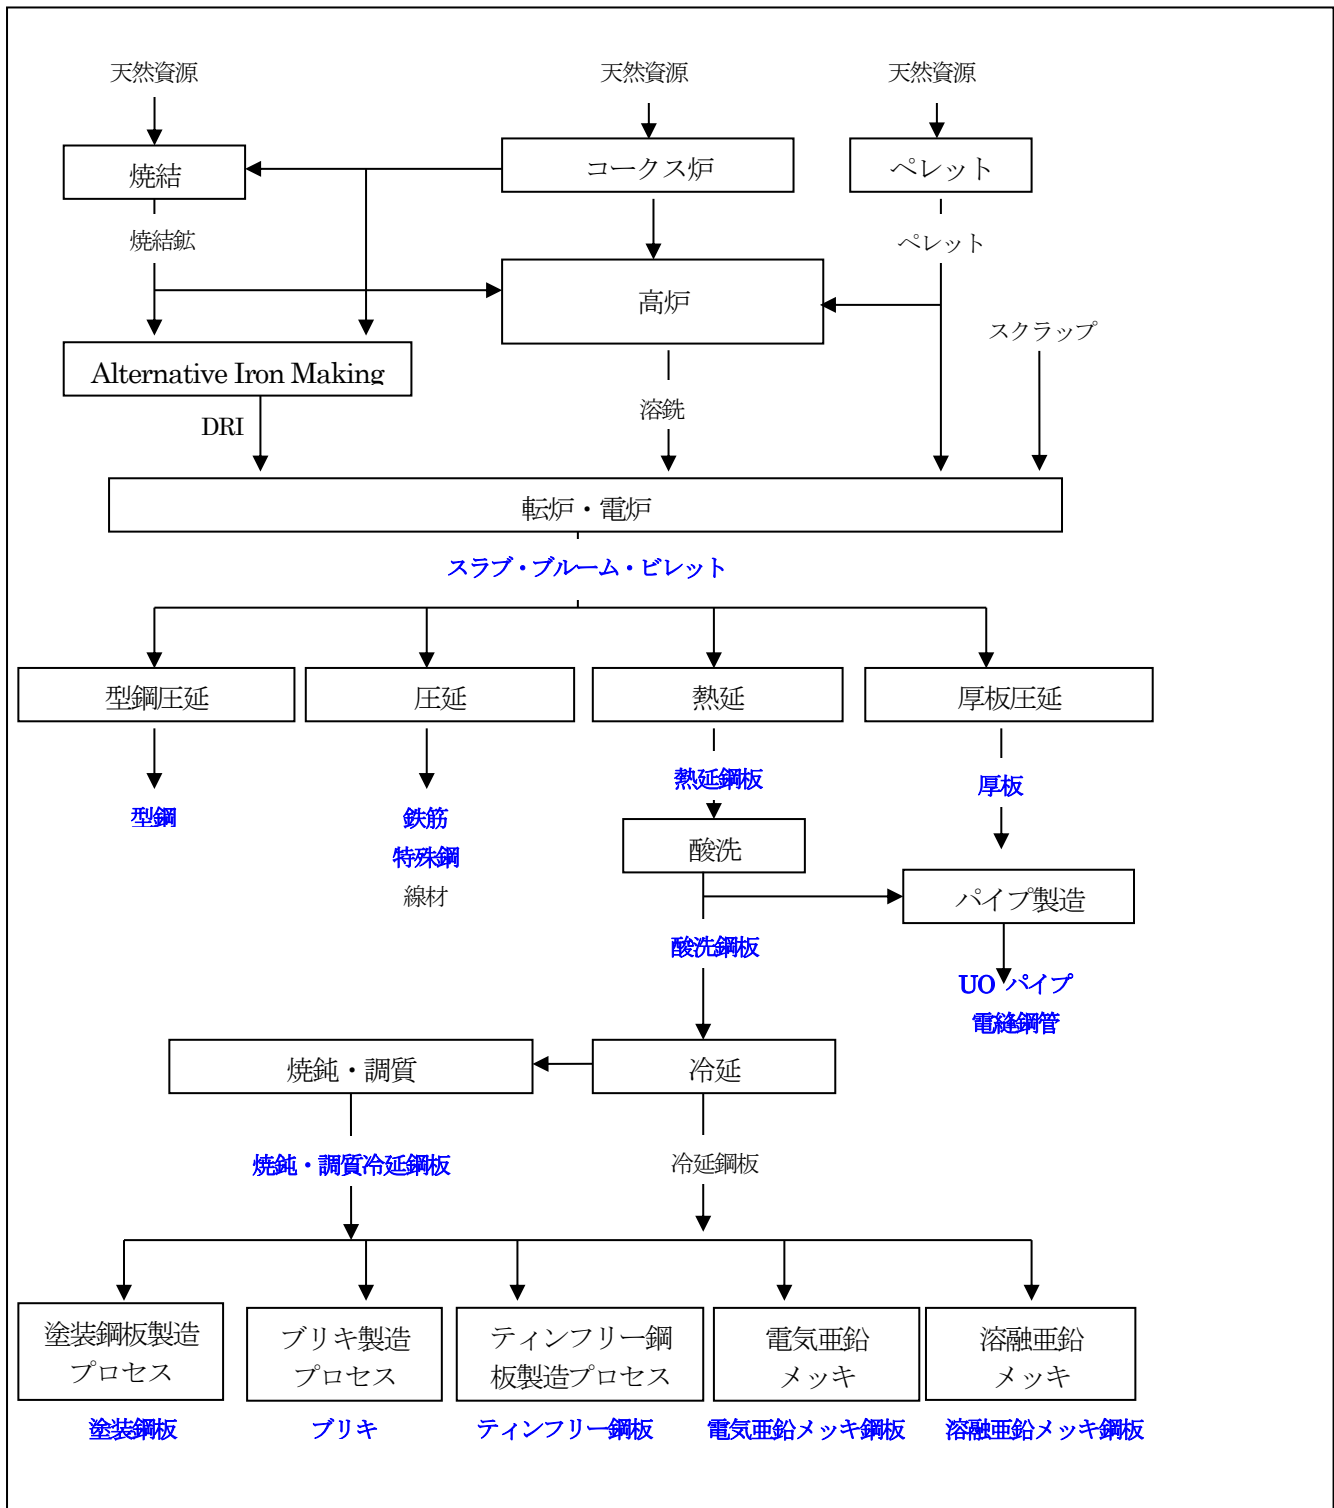 天然資源
天然資源
天然資源
焼結
コークス炉
ペレット
焼結鉱
ペレット
高炉
スクラップ
Alternative Iron Making
DRI
溶銑
転炉・電炉
スラブ・ブルーム・ビレット
型鋼圧延
圧延
熱延
厚板圧延
熱延鋼板
厚板
型鋼
鉄筋
特殊鋼
線材
酸洗
パイプ製造
酸洗鋼板
UO パイプ
電縫鋼管
焼鈍・調質
冷延
焼鈍・調質冷延鋼板
冷延鋼板
塗装鋼板製造
プロセス
ブリキ製造
プロセス
ティンフリー鋼
板製造プロセス
電気亜鉛
メッキ
溶融亜鉛
メッキ
塗装鋼板
ブリキ
ティンフリー鋼板
電気亜鉛メッキ鋼板
溶融亜鉛メッキ鋼板